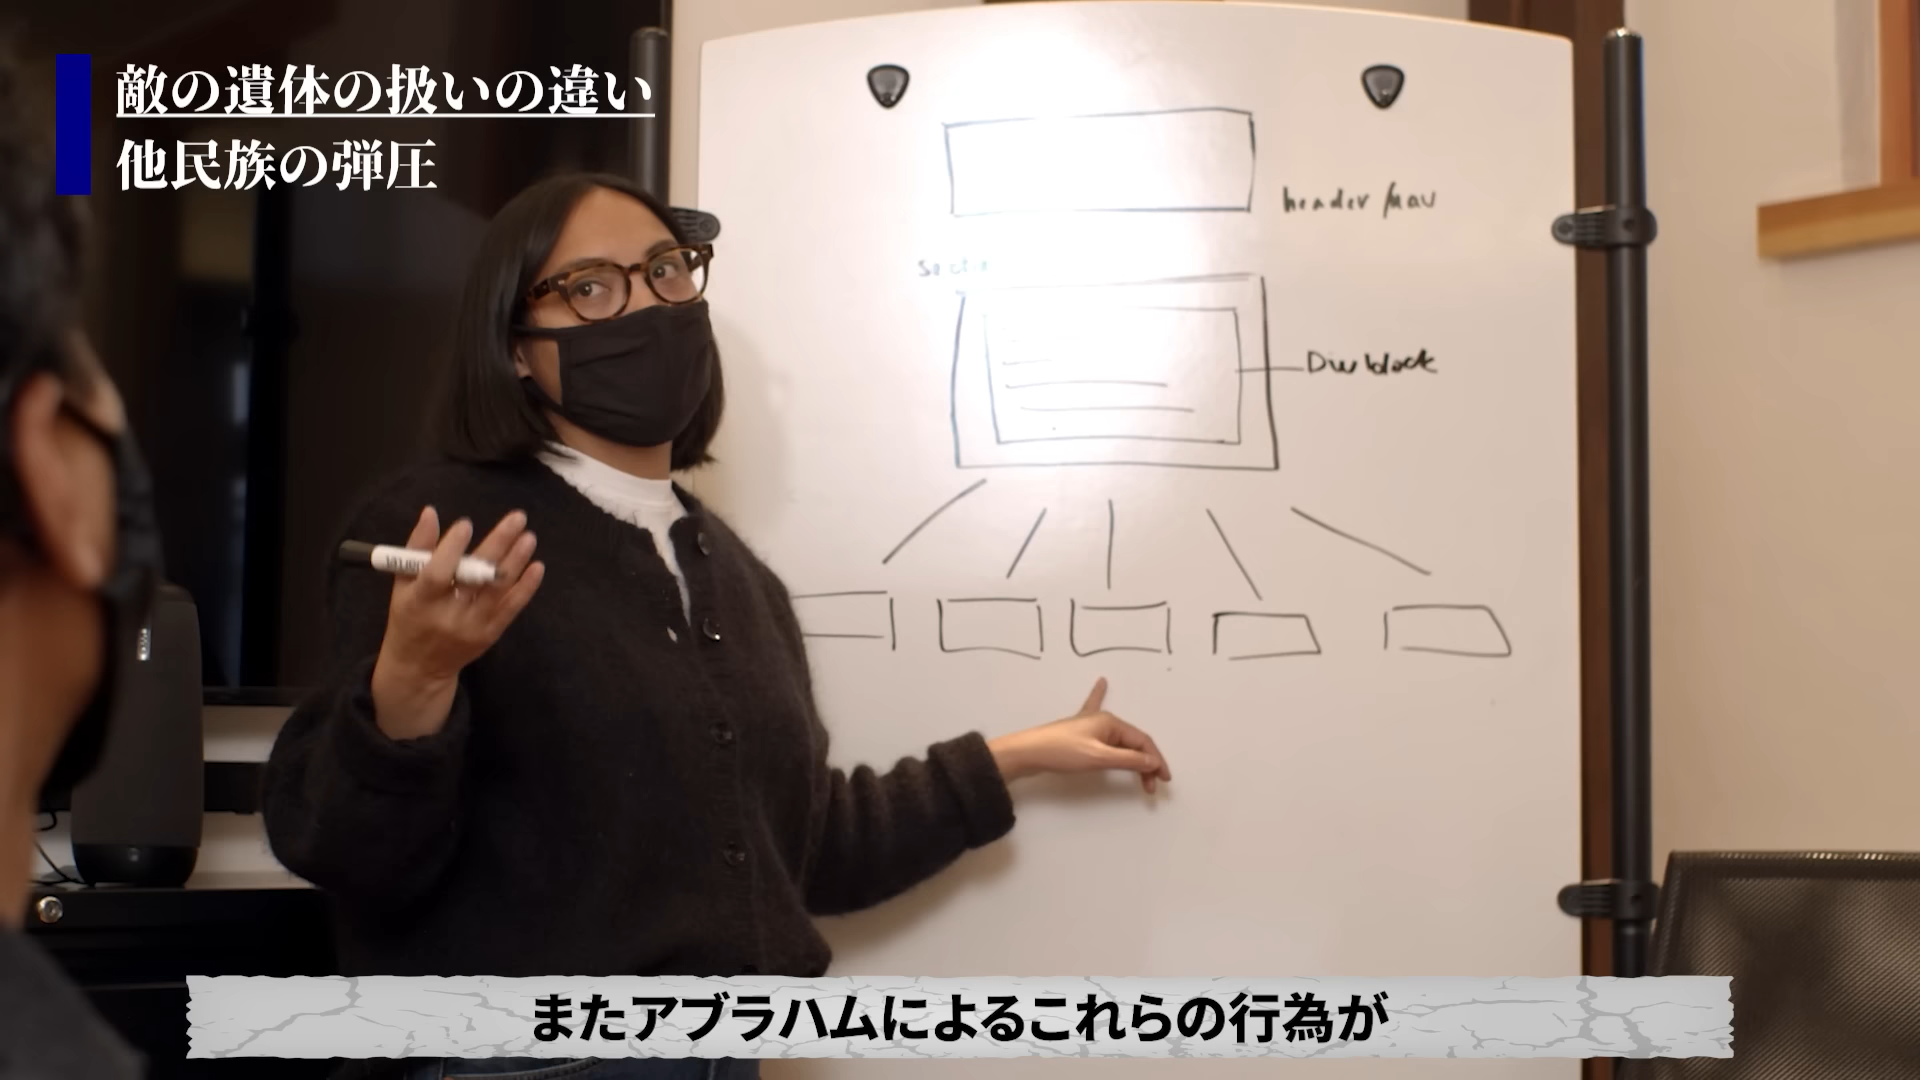 敵の遺体の扱いの違い
他民族の弾圧
header/nav
Section
Div block
またアブラハムによるこれらの行為が